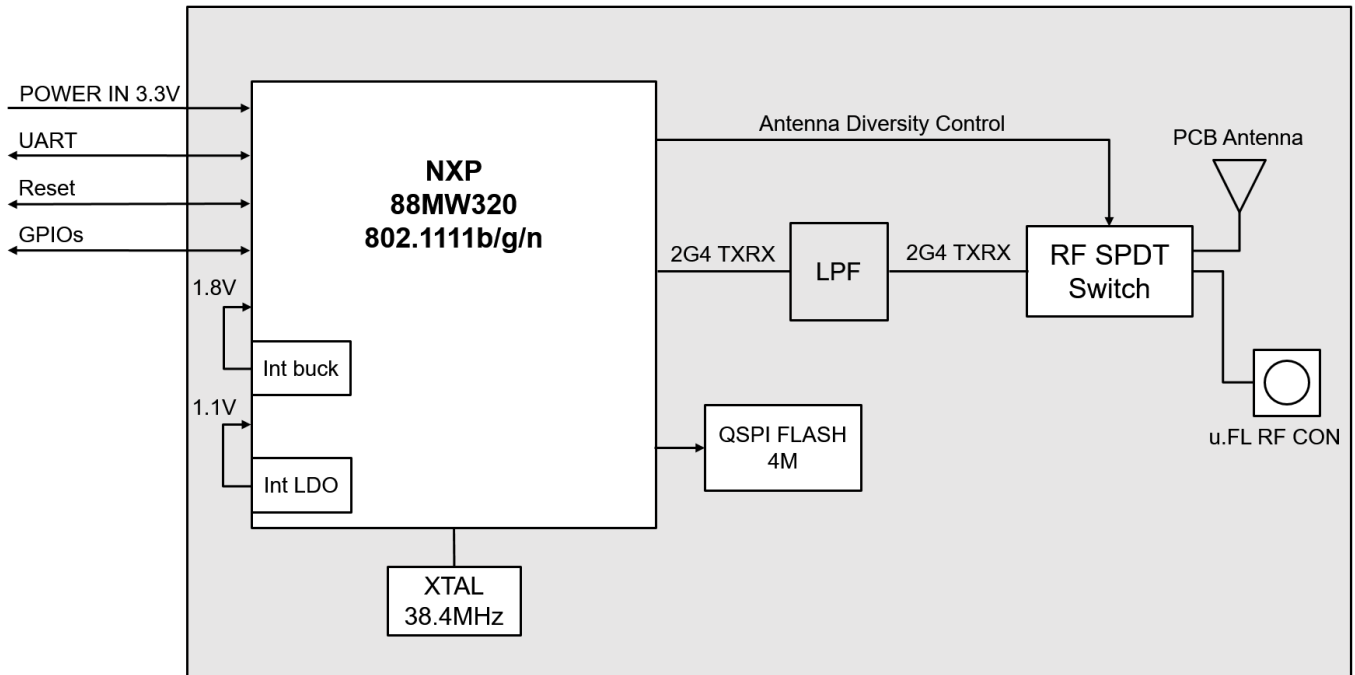 POWER IN 3.3V
UART
Reset
GPIOs
1.8V
Int buck
1.1V
Int LDO
NXP
88MW320
802.1111b/g/n
XTAL
38.4MHz
Antenna Diversity Control
2G4 TXRX
LPF
2G4 TXRX
RF SPDT
Switch
PCB Antenna
u.FL RF CON
QSPI FLASH
4M